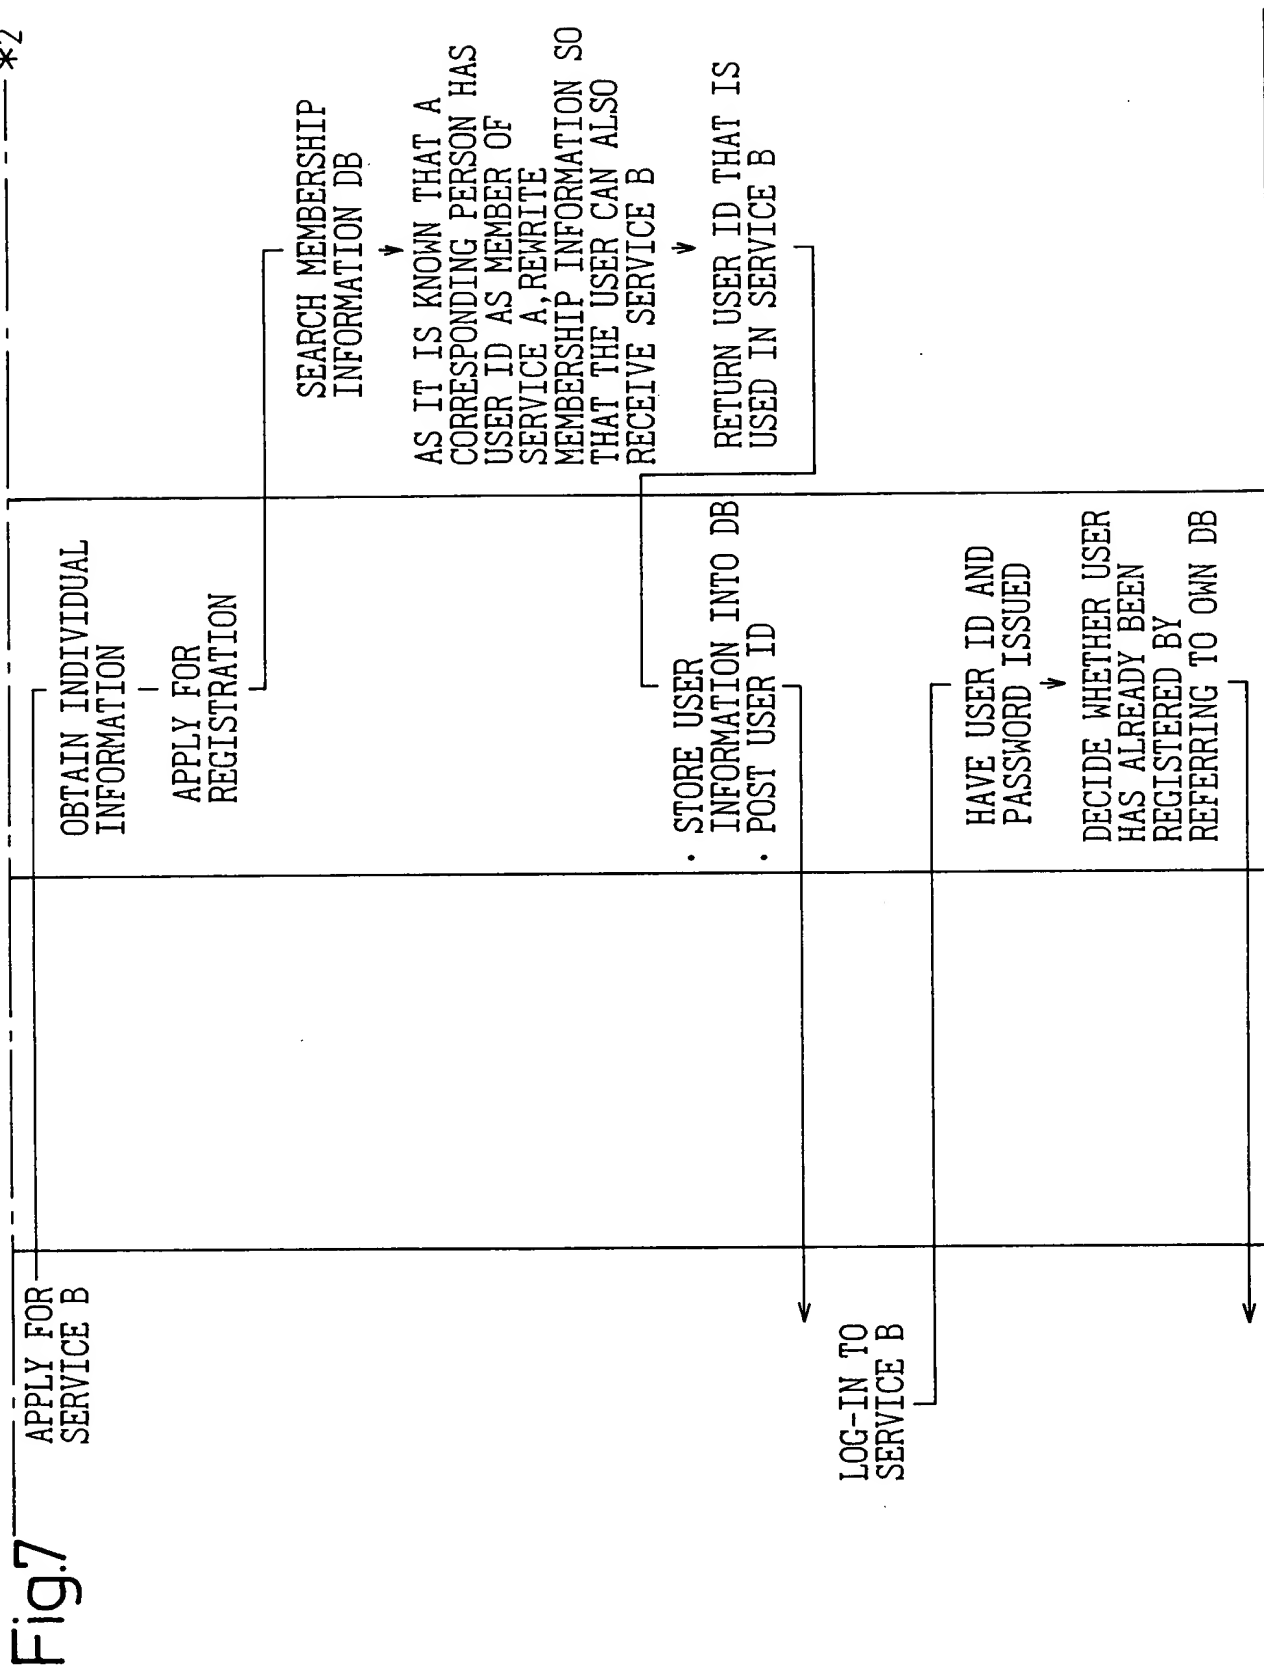 Fig.7
*2
APPLY FOR
SERVICE B
OBTAIN INDIVIDUAL
INFORMATION
APPLY FOR
REGISTRATION
SEARCH MEMBERSHIP
INFORMATION DB
AS IT IS KNOWN THAT A
CORRESPONDING PERSON HAS
USER ID AS MEMBER OF
SERVICE A,REWRITE
MEMBERSHIP INFORMATION SO
THAT THE USER CAN ALSO
RECEIVE SERVICE B
RETURN USER ID THAT IS
USED IN SERVICE B
· STORE USER
INFORMATION INTO DB
· POST USER ID
LOG-IN TO
SERVICE B
HAVE USER ID AND
PASSWORD ISSUED
DECIDE WHETHER USER
HAS ALREADY BEEN
REGISTERED BY
REFERRING TO OWN DB